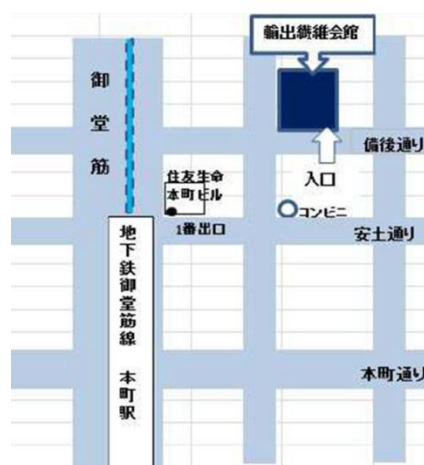 輸出繊維会館
御堂筋
備後通り
入口
住友生命
本町ビル
コンビニ
1番出口
安土通り
地下鉄御堂筋線 本町駅
本町通り